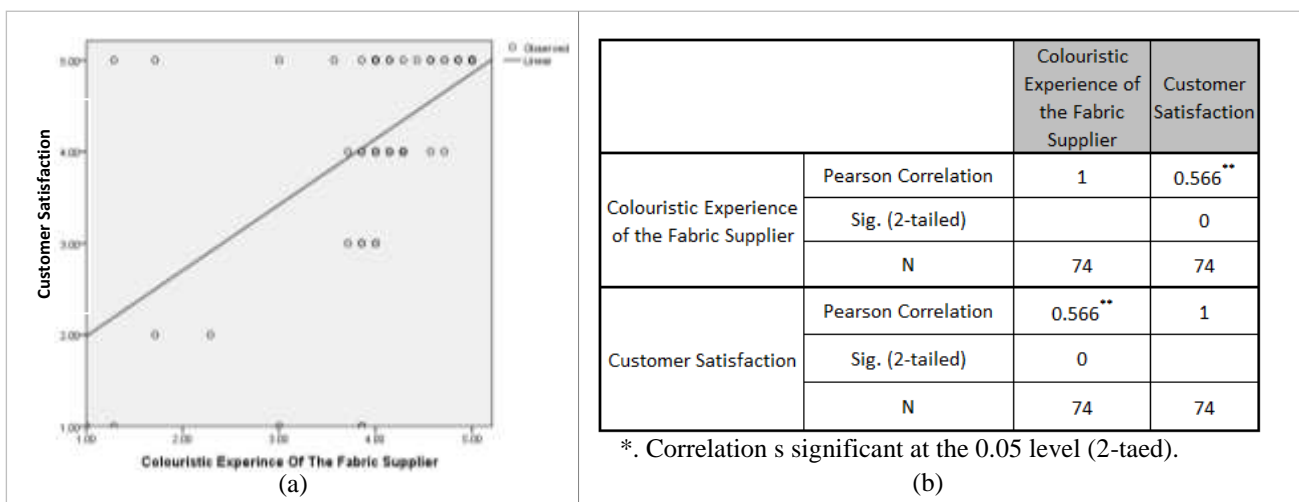 Observed
Linear
5.00
4.00
3.00
2.00
1.00
Customer Satisfaction
1.00 2.00 3.00 4.00 5.00
Colouristic Experince Of The Fabric Supplier
(a)
Colouristic
Experience of
the Fabric
Supplier
Customer
Satisfaction
Colouristic Experience
of the Fabric Supplier
Pearson Correlation 1 0.566**
Sig. (2-tailed) 0
N 74 74
Customer Satisfaction
Pearson Correlation 0.566** 1
Sig. (2-tailed) 0
N 74 74
*. Correlation s significant at the 0.05 level (2-taed).
(b)